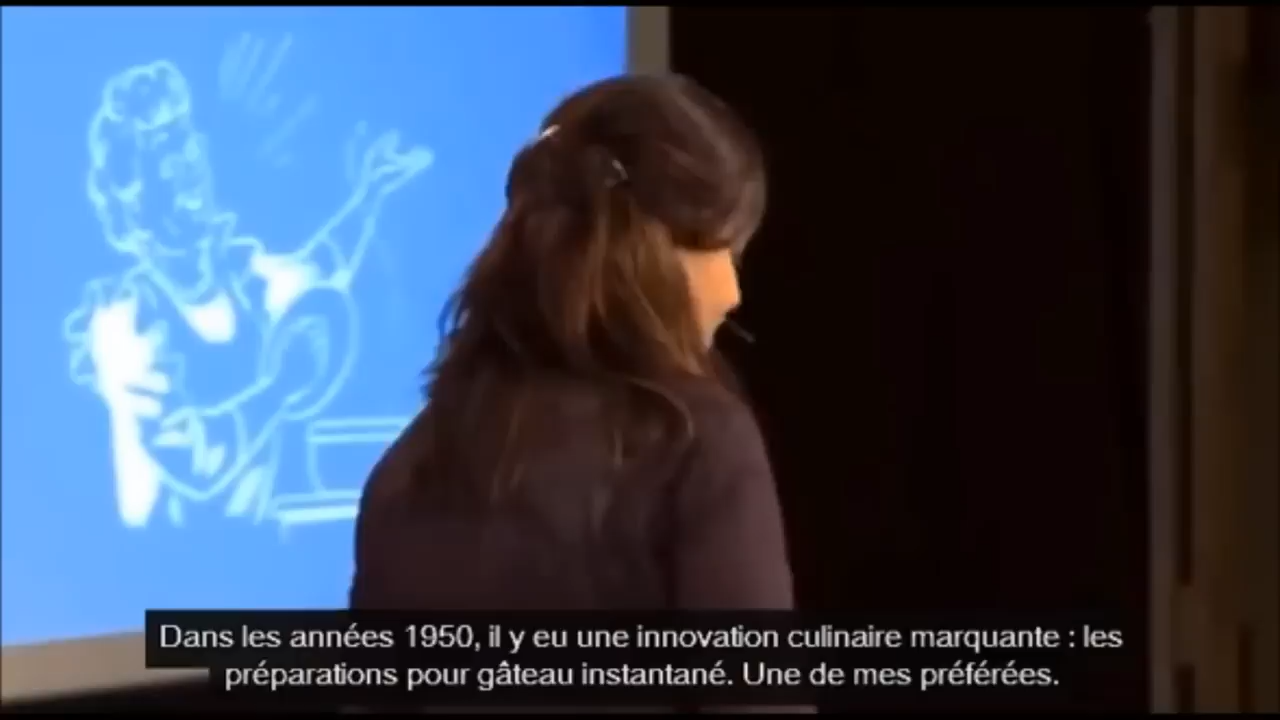 Dans les années 1950, il y eu une innovation culinaire marquante : les
préparations pour gâteau instantané. Une de mes préférées.